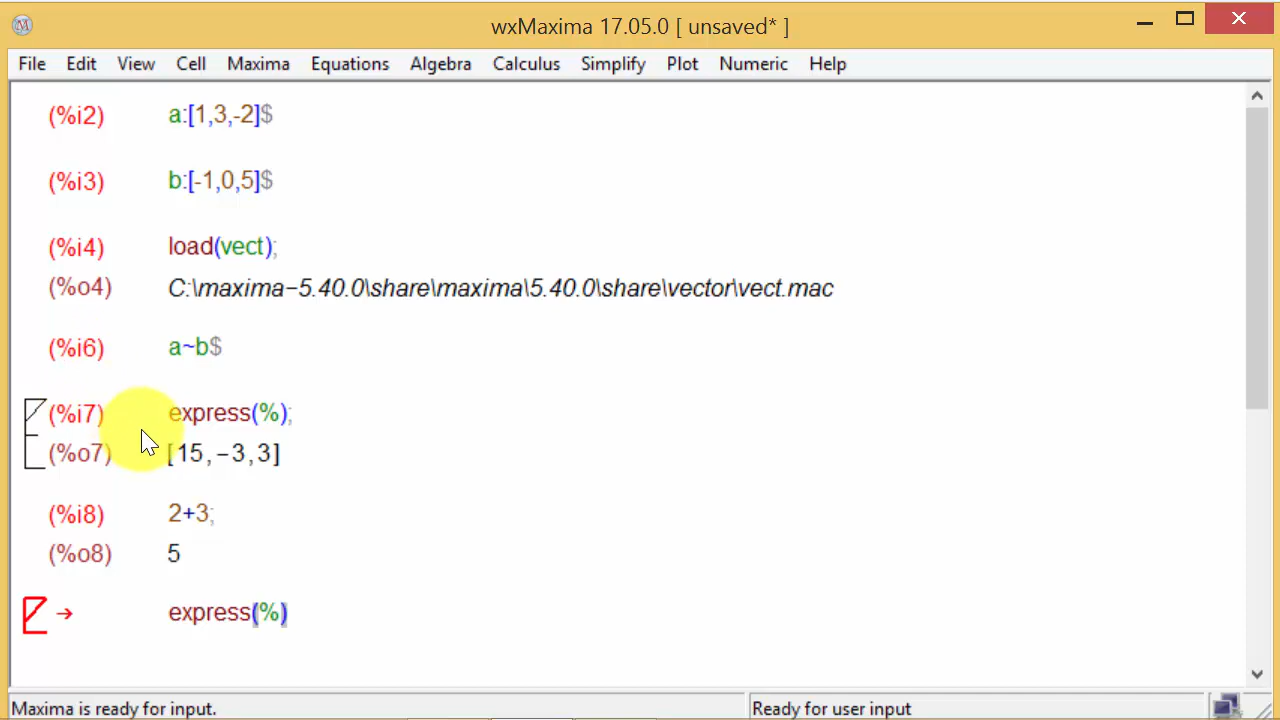 wxMaxima 17.05.0 [ unsaved* ]
File Edit View Cell Maxima Equations Algebra Calculus Simplify Plot Numeric Help
(%i2) a:[1,3,-2]$
(%i3) b:[-1,0,5]$
(%i4) load(vect);
(%o4) C:\maxima−5.40.0\share\maxima\5.40.0\share\vector\vect.mac
(%i6) a~b$
(%i7) express(%);
(%o7) [15,−3,3]
(%i8) 2+3;
(%o8) 5
→ express(%)
Maxima is ready for input. Ready for user input